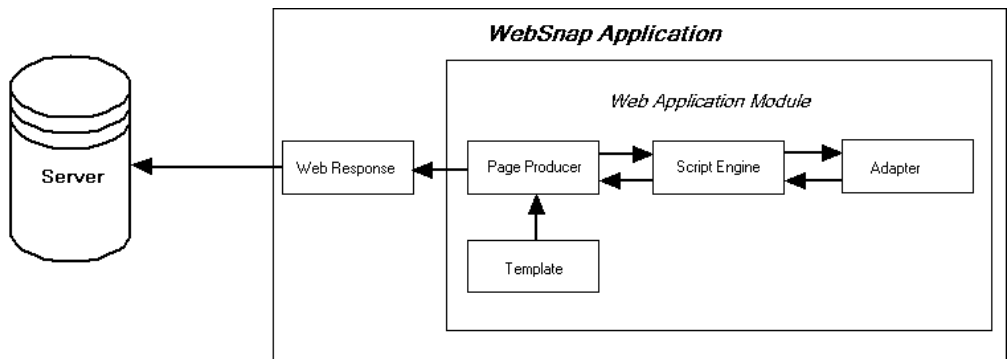 WebSnap Application
Web Application Module
Server
Web Response
Page Producer
Script Engine
Adapter
Template